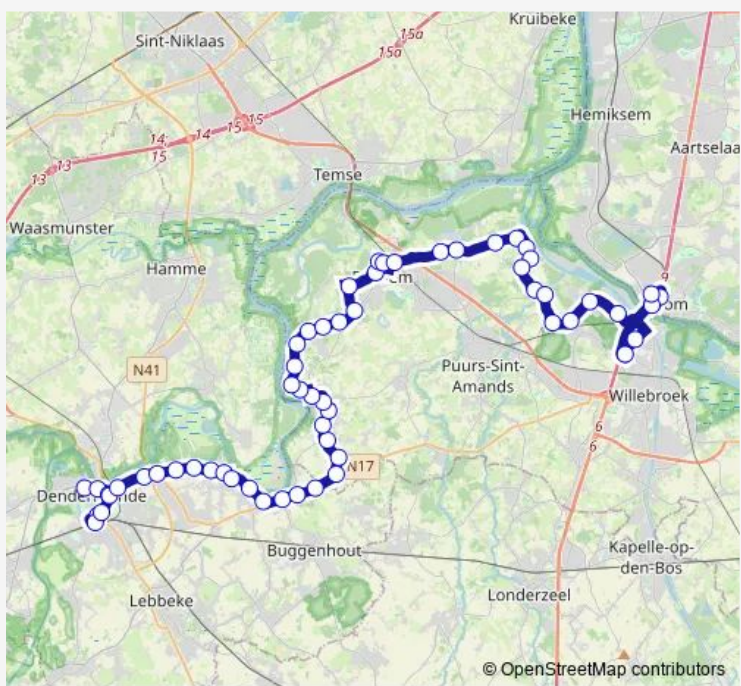 Kruibeke
Sint-Niklaas
15a
15a
Hemiksem
14;
15
14
15
15
Aartselaa
13
13
Temse
Waasmunster
Hamme
9
N41
Puurs-Sint-
Amands
Willebroek
6
6
N17
Buggenhout
Kapelle-op-
den-Bos
Lebbeke
Londerzeel
© OpenStreetMap contributors